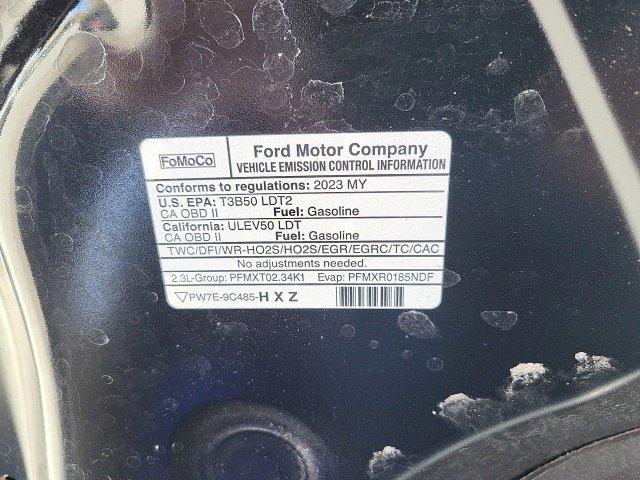 FoMoCo
Ford Motor Company
VEHICLE EMISSION CONTROL INFORMATION
Conforms to regulations: 2023 MY
U.S. EPA: T3B50 LDT2
CA OBD II Fuel: Gasoline
California: ULEV50 LDT
CA OBD II Fuel: Gasoline
TWC/DFI/WR-HO2S/HO2S/EGR/EGRC/TC/CAC
No adjustments needed.
2.3L-Group: PFMXT02.34K1 Evap: PFMXR0185NDF
PW7E-9C485-H X Z